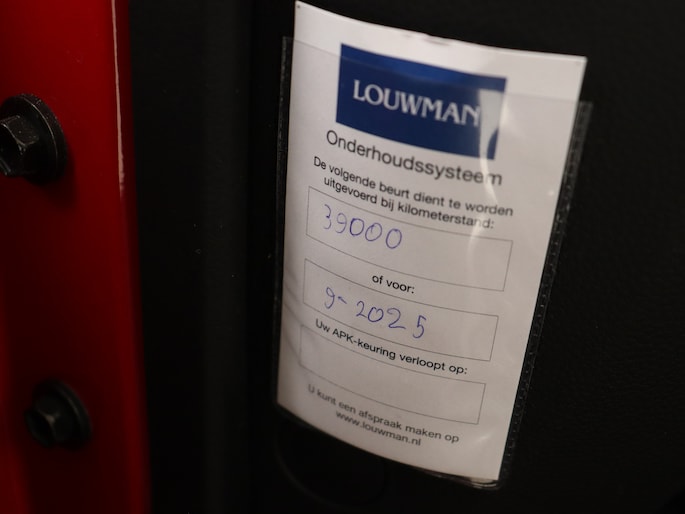 LOUWMAN
Onderhoudssysteem
De volgende beurt dient te worden
uitgevoerd bij kilometerstand:
39000
of voor:
9-2025
Uw APK-keuring verloopt op:
U kunt een afspraak maken op
www.louwman.nl